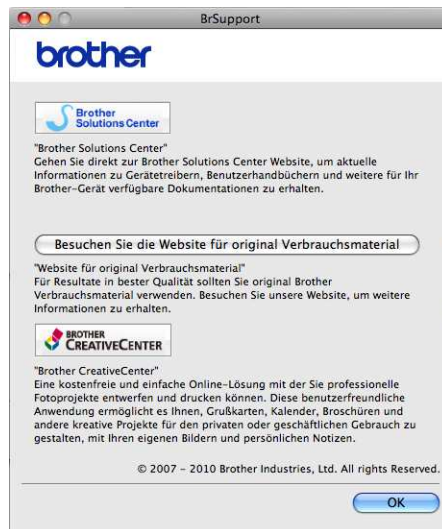 BrSupport
brother
Brother
Solutions Center
"Brother Solutions Center"
Gehen Sie direkt zur Brother Solutions Center Website, um aktuelle
Informationen zu Gerätetreibern, Benutzerhandbüchern und weitere für Ihr
Brother-Gerät verfügbare Dokumentationen zu erhalten.
Besuchen Sie die Website für original Verbrauchsmaterial
"Website für original Verbrauchsmaterial"
Für Resultate in bester Qualität sollten Sie original Brother
Verbrauchsmaterial verwenden. Besuchen Sie unsere Website, um weitere
Informationen zu erhalten.
BROTHER
CREATIVECENTER
"Brother CreativeCenter"
Eine kostenfreie und einfache Online-Lösung mit der Sie professionelle
Fotoprojekte entwerfen und drucken können. Diese benutzerfreundliche
Anwendung ermöglicht es Ihnen, Grußkarten, Kalender, Broschüren und
andere kreative Projekte für den privaten oder geschäftlichen Gebrauch zu
gestalten, mit Ihren eigenen Bildern und persönlichen Notizen.
© 2007 - 2010 Brother Industries, Ltd. All rights Reserved.
OK